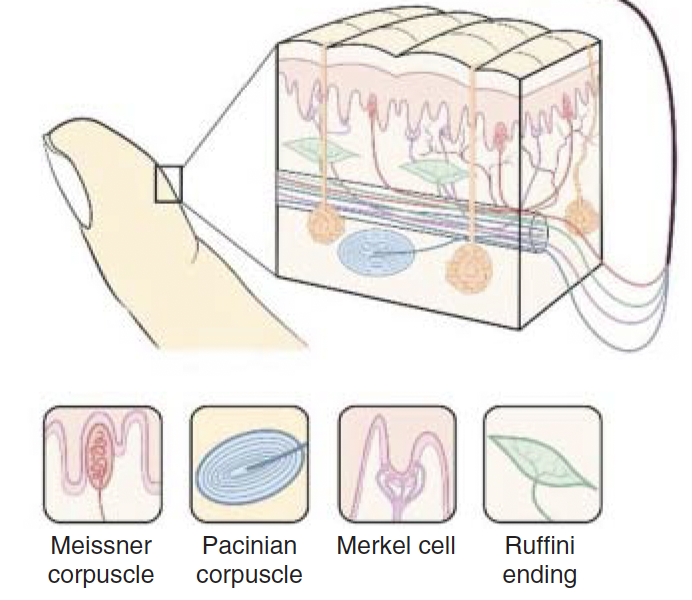 Meissner
corpuscle
Pacinian
corpuscle
Merkel cell
Ruffini
ending